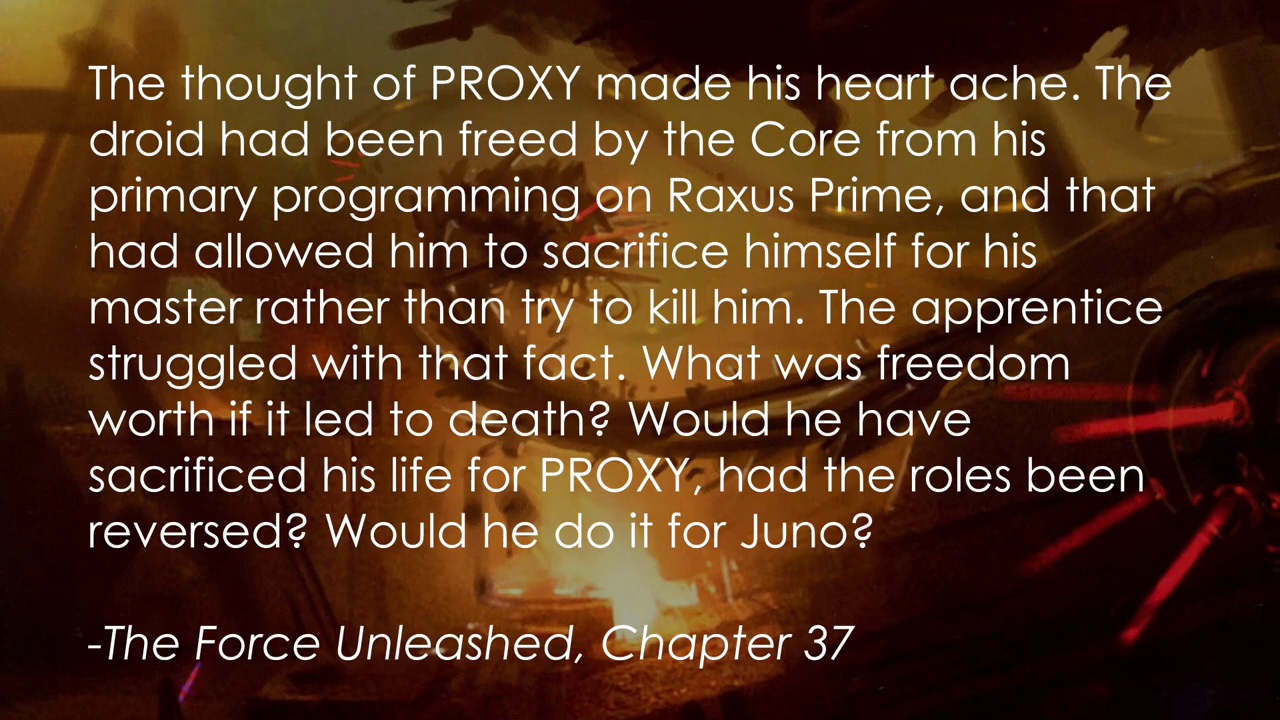 The thought of PROXY made his heart ache. The
droid had been freed by the Core from his
primary programming on Raxus Prime, and that
had allowed him to sacrifice himself for his
master rather than try to kill him. The apprentice
struggled with that fact. What was freedom
worth if it led to death? Would he have
sacrificed his life for PROXY, had the roles been
reversed? Would he do it for Juno?
-The Force Unleashed, Chapter 37